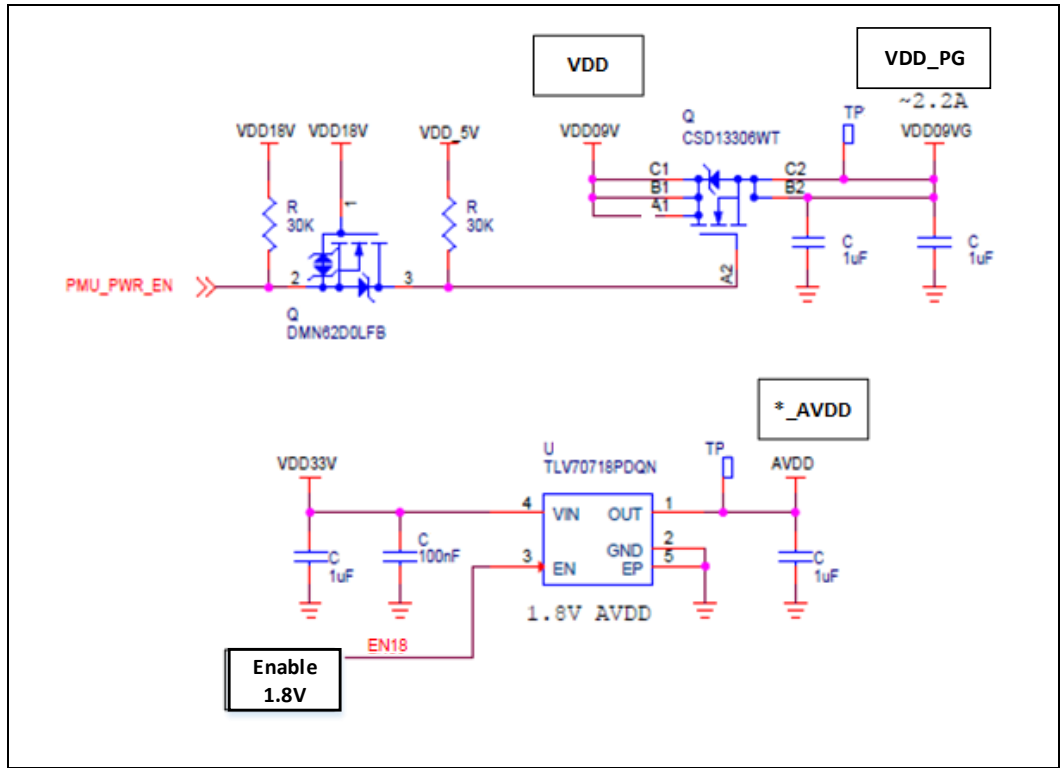 VDD
VDD_PG
~2.2A
VDD18V
VDD18V
VDD_5V
VDD09V
Q
CSD13306WT
TP
VDD09VG
C1
B1
A1
C2
B2
R
30K
1
R
30K
C
1uF
C
1uF
PMU_PWR_EN
2
3
A2
Q
DMN62D0LFB
*_AVDD
VDD33V
U
TLV70718PDQN
TP
AVDD
4
VIN
OUT
1
C
1uF
C
100nF
3
EN
GND
2
EP
5
C
1uF
1.8V AVDD
EN18
Enable
1.8V